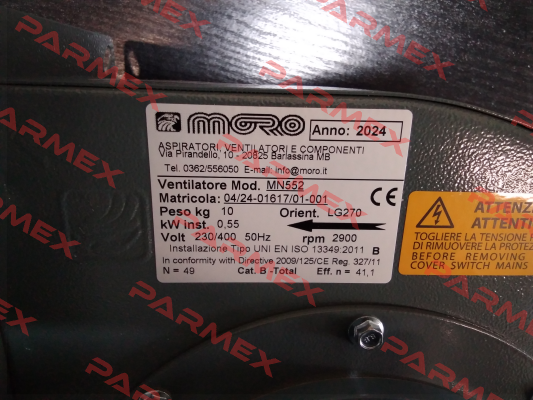 moro
Anno: 2024
ASPIRATORI VENTILATORI E COMPONENTI
Via Pirandello, 10 - 20825 Barlassina MB
Tel. 0362/556050 E-mail: info@moro.it
Ventilatore Mod. MN552
Matricola: 04/24-01617/01-001
Peso kg 10 Orient. LG270
kW inst. 0.55
Volt 230/400 50Hz rpm 2900
Installazione Tipo UNI EN ISO 13349:2011 B
In conformity with Directive 2009/125/CE Reg. 327/11
N = 49 Cat. B -Total Eff. n = 41,1
CE
ATTENZI
ATTENTI
TOGLIERE LA TENSIONE
DI RIMUOVERE LA PROTEZ
BEFORE REMOVING
COVER SWITCH MAINS
PARMEX
PARMEX
PARMEX
PARMEX
PARMEX
PARMEX
PARMEX